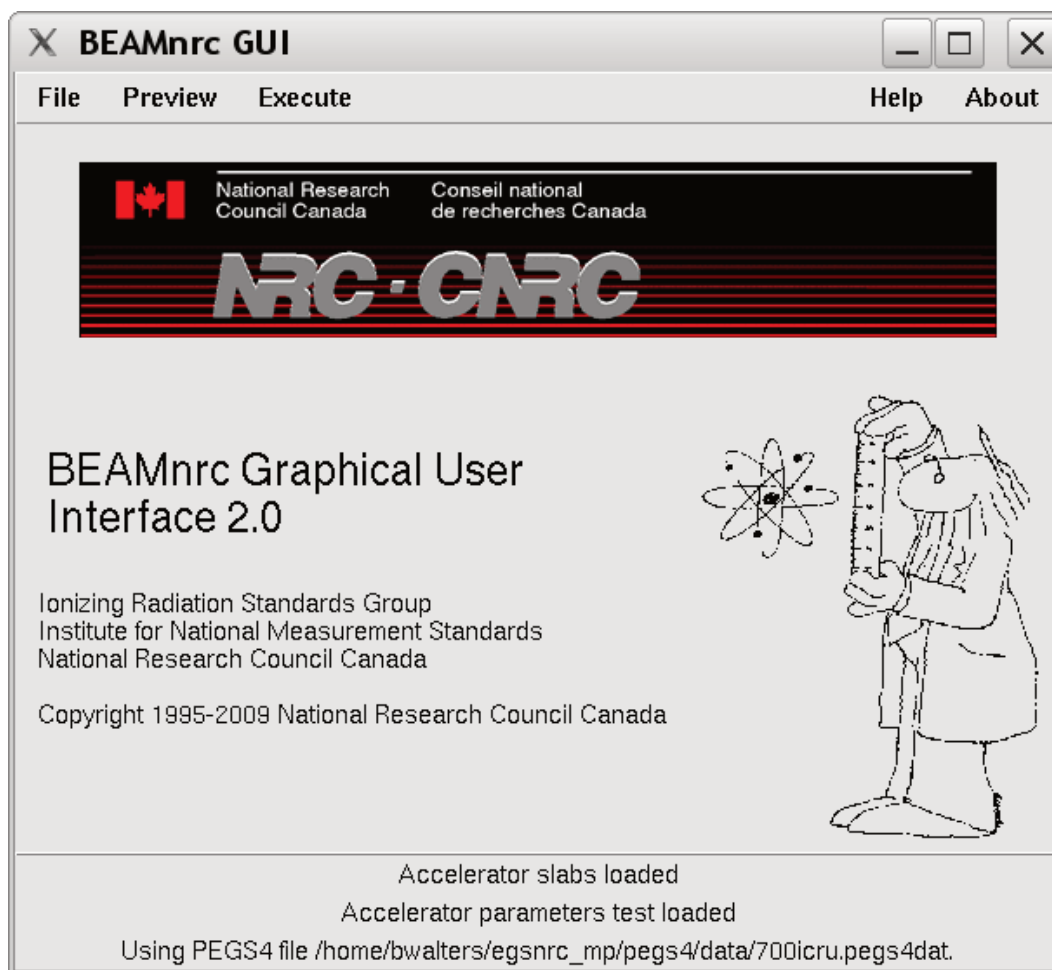 BEAMnrc GUI
File Preview Execute Help About
National Research
Council Canada
Conseil national
de recherches Canada
NRC·CNRC
BEAMnrc Graphical User
Interface 2.0
Ionizing Radiation Standards Group
Institute for National Measurement Standards
National Research Council Canada
Copyright 1995-2009 National Research Council Canada
Accelerator slabs loaded
Accelerator parameters test loaded
Using PEGS4 file /home/bwalters/egsnrc_mp/pegs4/data/700icru.pegs4dat.